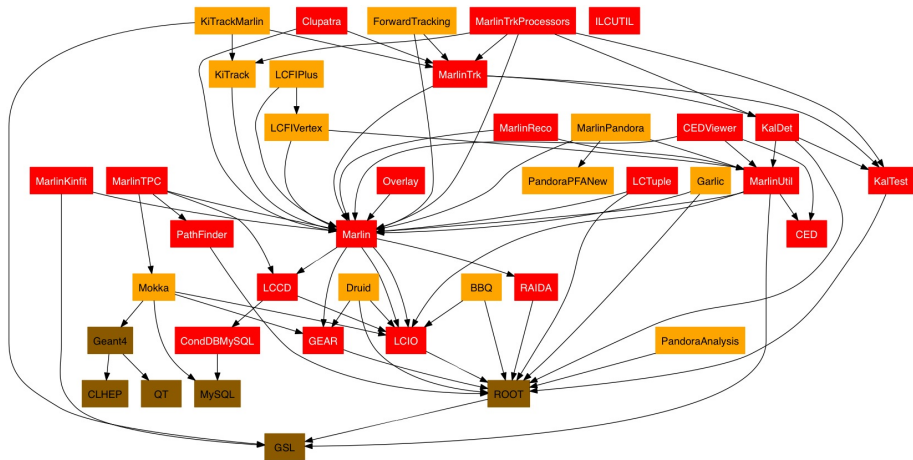 KiTrackMarlin
Clupatra
ForwardTracking
MarlinTrkProcessors
ILCUTIL
KiTrack
LCFIPlus
MarlinTrk
LCFIVertex
MarlinReco
MarlinPandora
CEDViewer
KalDet
MarlinKinfit
MarlinTPC
Overlay
PandoraPFANew
LCTuple
Garlic
MarlinUtil
KalTest
PathFinder
Marlin
CED
Mokka
LCCD
Druid
BBQ
RAIDA
Geant4
CondDBMySQL
GEAR
LCIO
PandoraAnalysis
CLHEP
QT
MySQL
ROOT
GSL